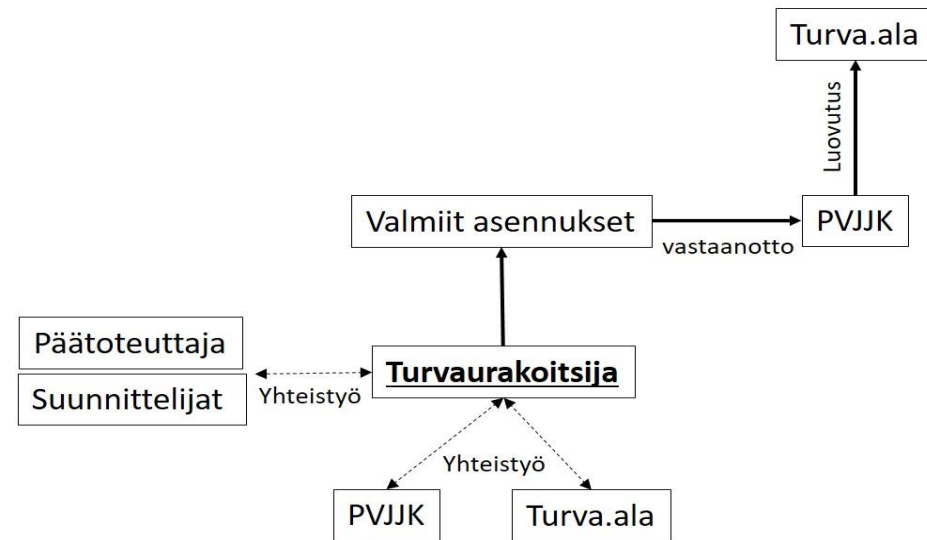 Turva.ala
Luovutus
Valmiit asennukset
PVJJK
vastaanotto
Päätoteuttaja
Turvaurakoitsija
Suunnittelijat
Yhteistyö
Yhteistyö
PVJJK
Turva.ala